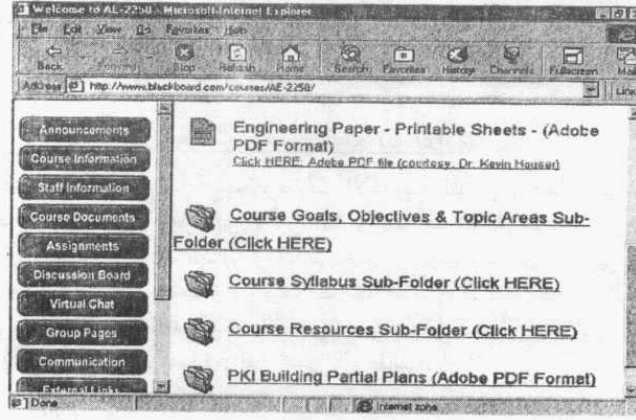 Welcome to AE-2250 - Microsoft Internet Explorer
File Edit View Go Favorites Help
Back Forward Stop Refresh Home Search Favorites History Channels Fullscreen
Address http://www.blackboard.com/courses/AE-2250/
Announcements
Course Information
Staff Information
Course Documents
Assignments
Discussion Board
Virtual Chat
Group Pages
Communication
External Links
Engineering Paper - Printable Sheets - (Adobe
PDF Format)
Click HERE, Adobe PDF file (courtesy, Dr. Kevin Houser)
Course Goals, Objectives & Topic Areas Sub-
Folder (Click HERE)
Course Syllabus Sub-Folder (Click HERE)
Course Resources Sub-Folder (Click HERE)
PKI Building Partial Plans (Adobe PDF Format)
Done
Internet zone